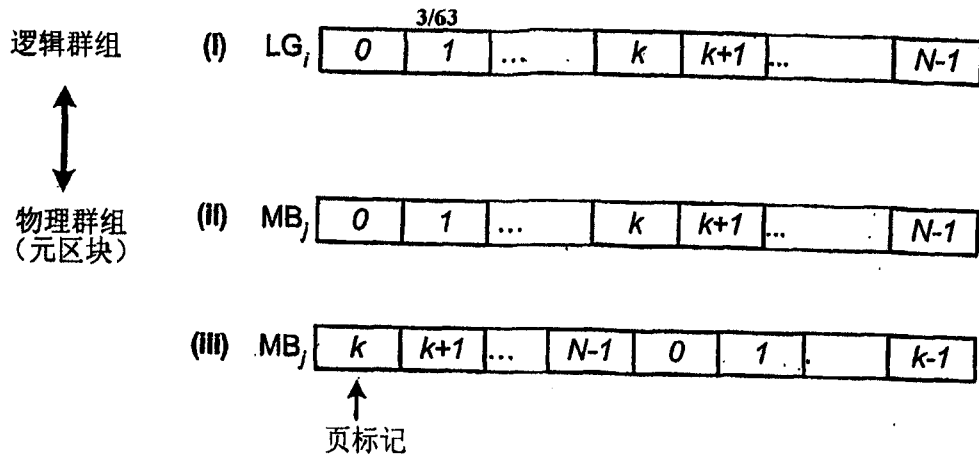 3/63
逻辑群组 (i) LGi 0 1 ... k k+1 ... N-1
物理群组 (ii) MBj 0 1 ... k k+1 ... N-1
（元区块）
(iii) MBj k k+1 ... N-1 0 1 . k-1
页标记